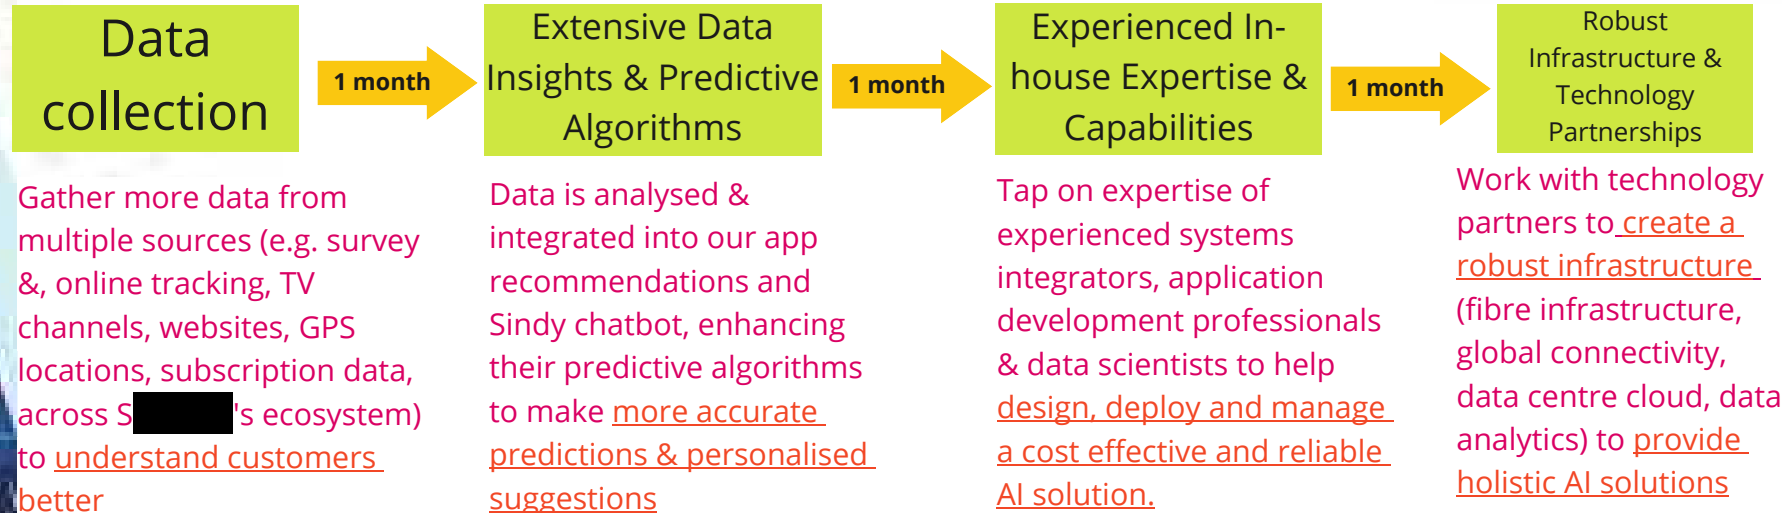 Data
collection
1 month
Extensive Data
Insights & Predictive
Algorithms
1 month
Experienced In-
house Expertise &
Capabilities
1 month
Robust
Infrastructure &
Technology
Partnerships
Gather more data from
multiple sources (e.g. survey
&, online tracking, TV
channels, websites, GPS
locations, subscription data,
across S 's ecosystem)
to understand customers
better
Data is analysed &
integrated into our app
recommendations and
Sindy chatbot, enhancing
their predictive algorithms
to make more accurate
predictions & personalised
suggestions
Tap on expertise of
experienced systems
integrators, application
development professionals
& data scientists to help
design, deploy and manage
a cost effective and reliable
AI solution.
Work with technology
partners to create a
robust infrastructure
(fibre infrastructure,
global connectivity,
data centre cloud, data
analytics) to provide
holistic AI solutions